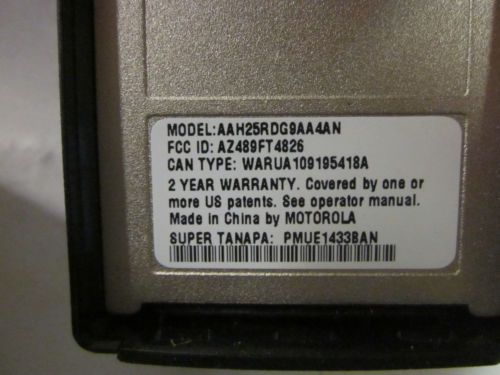 MODEL:AAH25RDG9AA4AN
FCC ID: AZ489FT4826
CAN TYPE: WARUA109195418A
2 YEAR WARRANTY. Covered by one or
more US patents. See operator manual.
Made in China by MOTOROLA
SUPER TANAPA: PMUE1433BAN